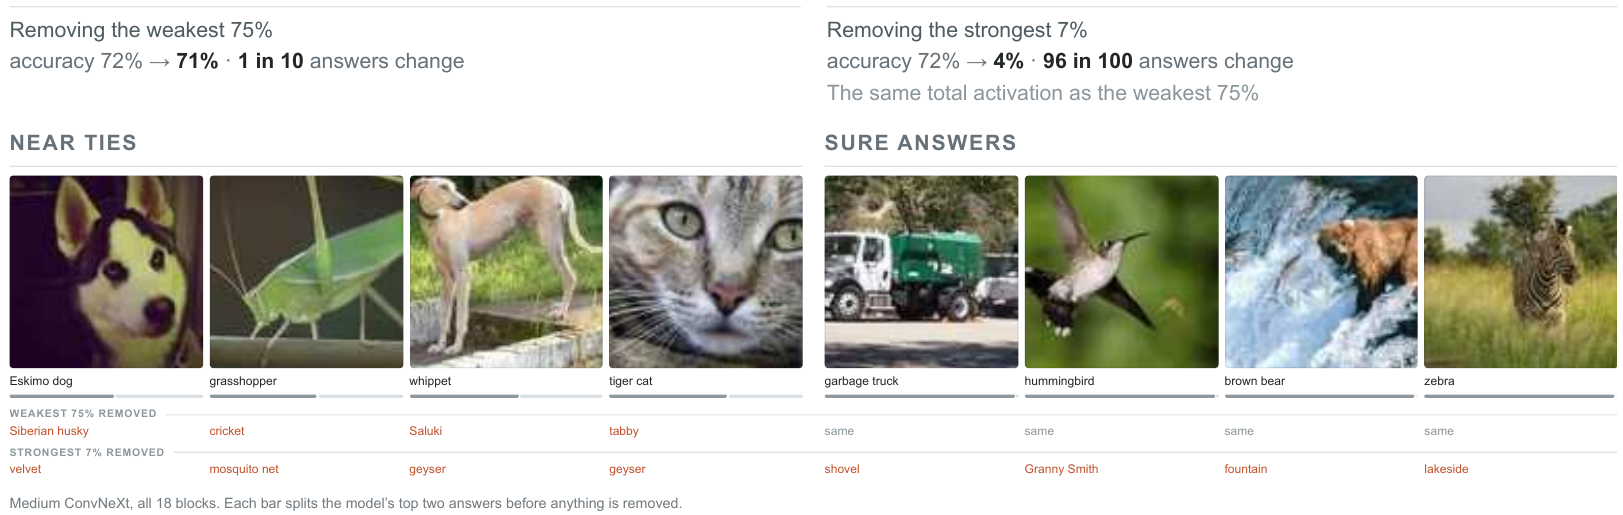 Removing the weakest 75%
accuracy 72% → 71% · 1 in 10 answers change
Removing the strongest 7%
accuracy 72% → 4% · 96 in 100 answers change
The same total activation as the weakest 75%
NEAR TIES
SURE ANSWERS
Eskimo dog
grasshopper
whippet
tiger cat
garbage truck
hummingbird
brown bear
zebra
WEAKEST 75% REMOVED
Siberian husky
cricket
Saluki
tabby
same
same
same
same
STRONGEST 7% REMOVED
velvet
mosquito net
geyser
geyser
shovel
Granny Smith
fountain
lakeside
Medium ConvNeXt, all 18 blocks. Each bar splits the model’s top two answers before anything is removed.